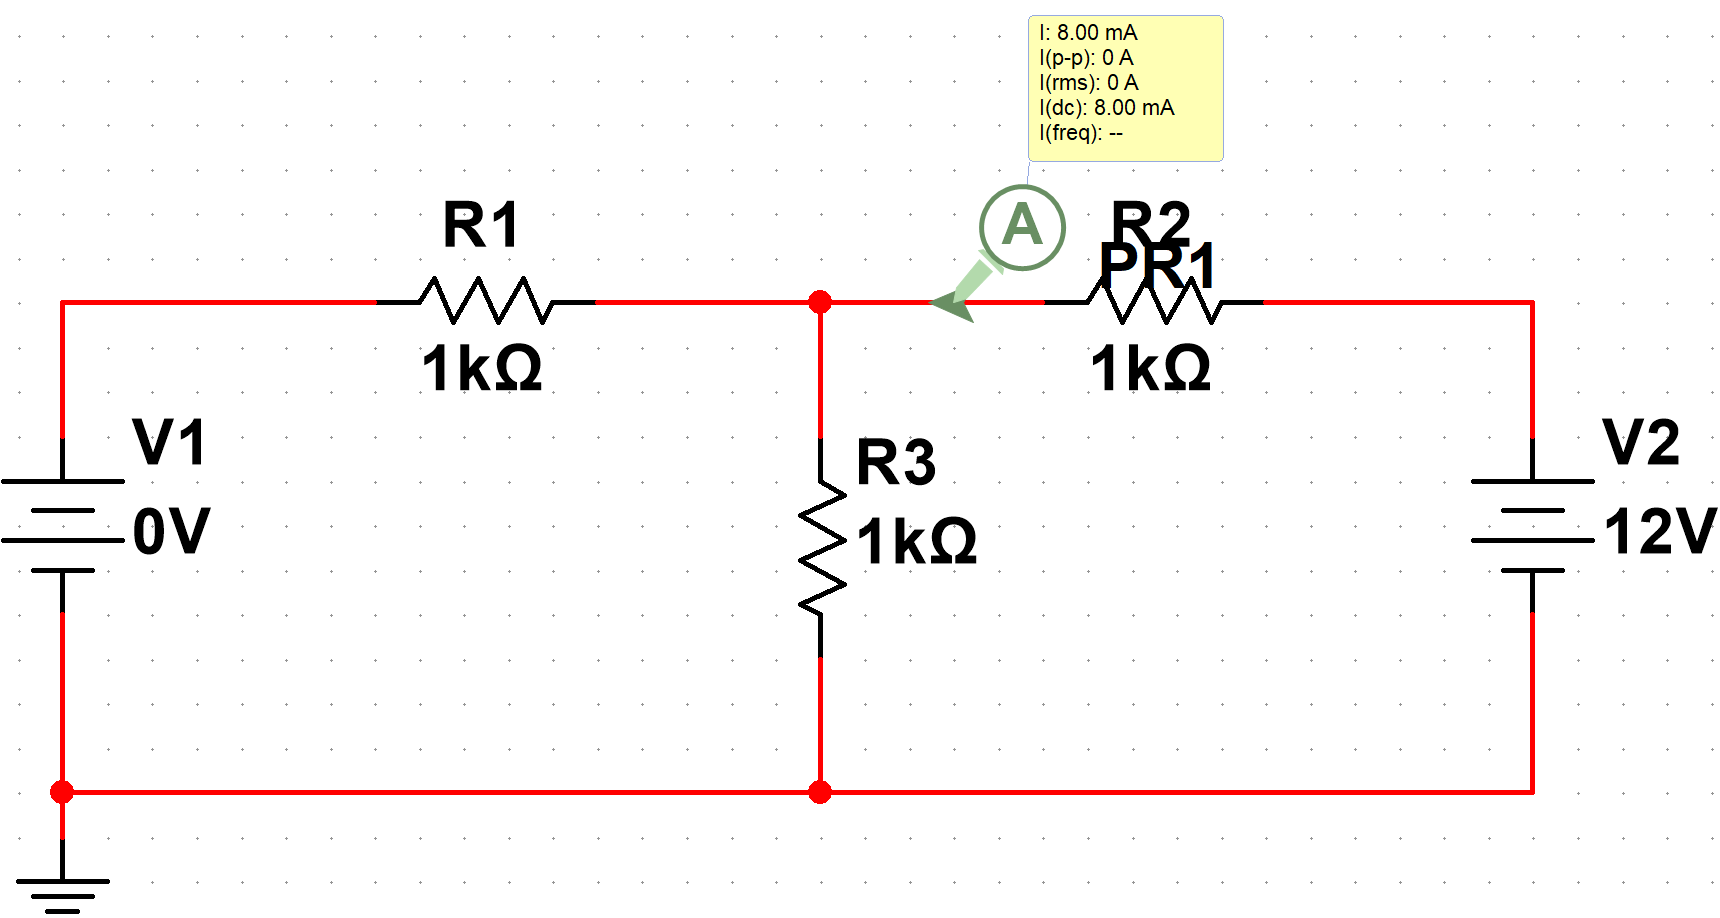 I: 8.00 mA
I(p-p): 0 A
I(rms): 0 A
I(dc): 8.00 mA
I(freq): --
A
R1
R2
PR1
1kΩ
1kΩ
V1
0V
R3
1kΩ
V2
12V